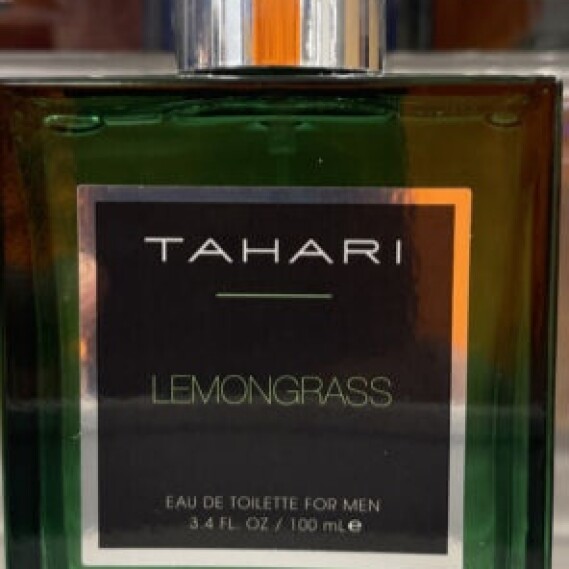 TAHARI
LEMONGRASS
EAU DE TOILETTE FOR MEN
3.4 FL. OZ / 100 mL ℮